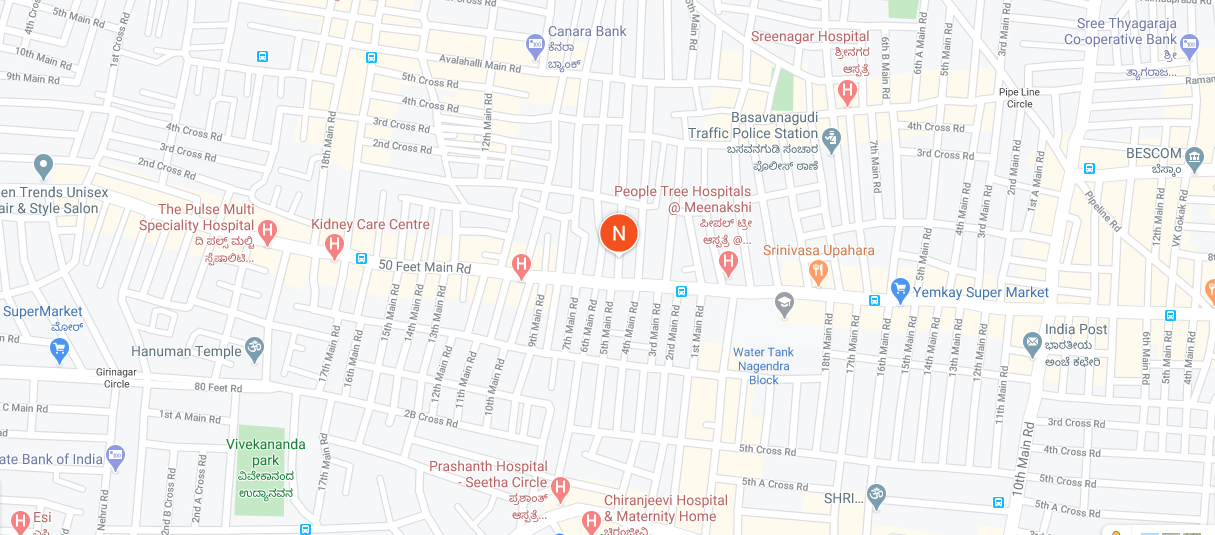 4th Cross Rd
1st Cross Rd
10th Main Rd
9th Main Rd
Canara Bank
ಕೆನರಾ
ಬ್ಯಾಂಕ್
Avalahalli Main Rd
5th Cross Rd
4th Cross Rd
3rd Cross Rd
2nd Cross Rd
12th Main Rd
18th Main Rd
5th Main Rd
Sreenagar Hospital
ಶ್ರೀನಗರ
ಆಸ್ಪತ್ರೆ
6th B Main Rd
6th A Main Rd
5th Main Rd
3rd Main Rd
Sree Thyagaraja
Co-operative Bank
ಶ್ರೀ
ತ್ಯಾಗರಾಜ...
Pipe Line
Circle
Basavanagudi
Traffic Police Station
ಬಸವನಗುಡಿ ಸಂಚಾರ
ಪೊಲೀಸ್ ಠಾಣೆ
4th Cross Rd
7th Main Rd
2nd Main Rd
1st A Main Rd
4th Main Rd
3rd Main Rd
5th Main Rd
BESCOM
ಬೆಸ್ಕಾಂ
Pipeline Rd
12th Main Rd
VK Gokak Rd
4th Cross Rd
3rd Cross Rd
2nd Cross Rd
en Trends Unisex
air & Style Salon
The Pulse Multi
Speciality Hospital
ದಿ ಪಲ್ಸ್ ಮಲ್ಟಿ
ಸ್ಪೆಷಾಲಿಟಿ...
Kidney Care Centre
50 Feet Main Rd
N
People Tree Hospitals
@ Meenakshi
ಪೀಪಲ್ ಟ್ರೀ
ಆಸ್ಪತ್ರೆ @...
Srinivasa Upahara
Yemkay Super Market
SuperMarket
ಮೋರ್
Hanuman Temple
Girinagar
Circle
80 Feet Rd
17th Main Rd
16th Main Rd
15th Main Rd
14th Main Rd
13th Main Rd
12th Main Rd
11th Main Rd
10th Main Rd
9th Main Rd
7th Main Rd
6th Main Rd
5th Main Rd
4th Main Rd
3rd Main Rd
2nd Main Rd
1st Main Rd
Water Tank
Nagendra
Block
18th Main Rd
17th Main Rd
16th Main Rd
15th Main Rd
14th Main Rd
13th Main Rd
12th Main Rd
11th Main Rd
India Post
ಭಾರತೀಯ
ಅಂಚೆ ಕಛೇರಿ
6th Main Rd
5th Main Rd
4th Main Rd
C Main Rd
1st A Main Rd
2B Cross Rd
Vivekananda
park
ವಿವೇಕಾನಂದ
ಉದ್ಯಾನವನ
17th Main Rd
ate Bank of India
Nehru Rd
2nd B Cross Rd
2nd A Cross Rd
Esi
Prashanth Hospital
- Seetha Circle
ಪ್ರಶಾಂತ್
ಆಸ್ಪತ್ರೆ...
Chiranjeevi Hospital
& Maternity Home
ಚಿರಂಜೀವಿ...
5th Cross Rd
5th A Cross Rd
SHRI...
10th Main Rd
3rd Cross Rd
4th Cross Rd
5th Cross Rd
5th A Cross Rd